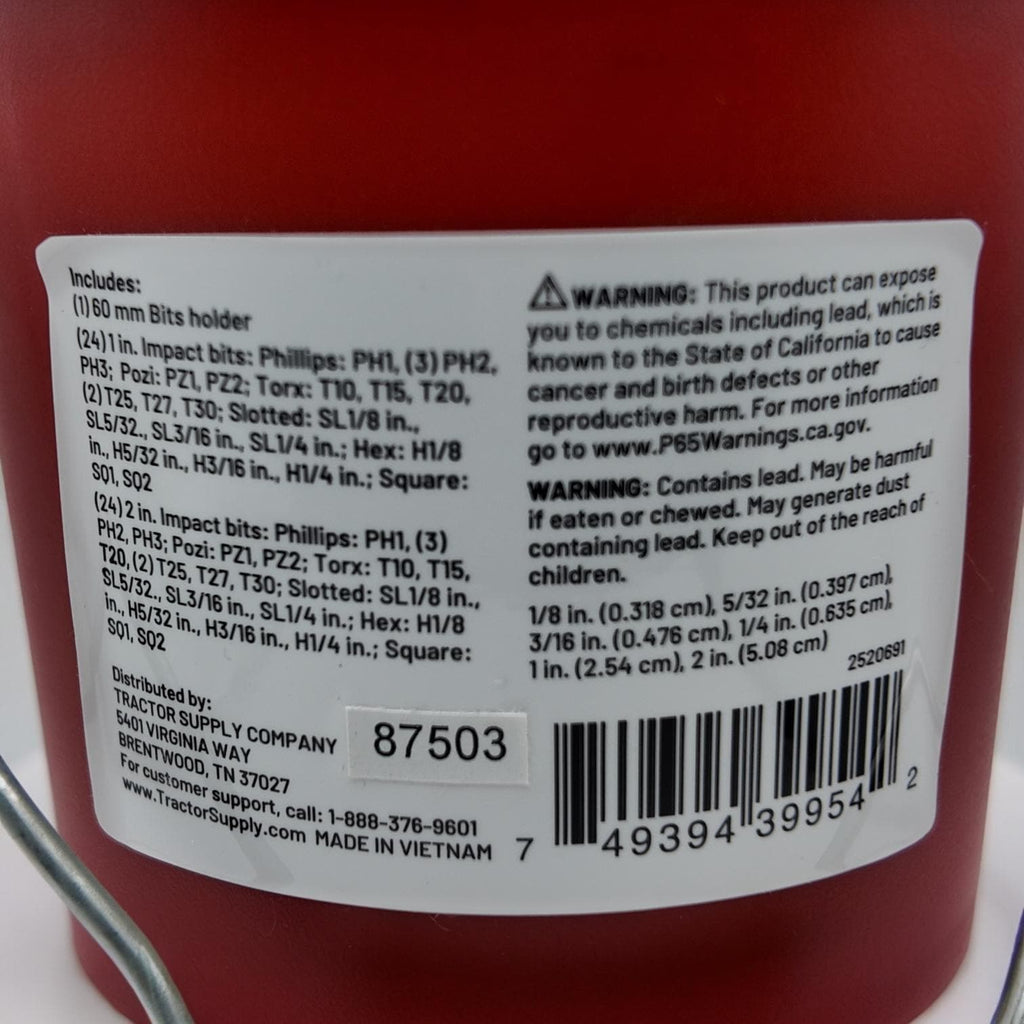 Includes:
(1) 60 mm Bits holder
(24) 1 in. Impact bits: Phillips: PH1, (3) PH2,
PH3; Pozi: PZ1, PZ2; Torx: T10, T15, T20,
(2) T25, T27, T30; Slotted: SL1/8 in.,
SL5/32., SL3/16 in., SL1/4 in.; Hex: H1/8
in., H5/32 in., H3/16 in., H1/4 in.; Square:
SQ1, SQ2
(24) 2 in. Impact bits: Phillips: PH1, (3)
PH2, PH3; Pozi: PZ1, PZ2; Torx: T10, T15,
T20, (2) T25, T27, T30; Slotted: SL1/8 in.,
SL5/32., SL3/16 in., SL1/4 in.; Hex: H1/8
in., H5/32 in., H3/16 in., H1/4 in.; Square:
SQ1, SQ2
Distributed by:
TRACTOR SUPPLY COMPANY
5401 VIRGINIA WAY
BRENTWOOD, TN 37027
For customer support, call: 1-888-376-9601
www.TractorSupply.com MADE IN VIETNAM
87503
⚠WARNING: This product can expose
you to chemicals including lead, which is
known to the State of California to cause
cancer and birth defects or other
reproductive harm. For more information
go to www.P65Warnings.ca.gov.
WARNING: Contains lead. May be harmful
if eaten or chewed. May generate dust
containing lead. Keep out of the reach of
children.
1/8 in. (0.318 cm), 5/32 in. (0.397 cm),
3/16 in. (0.476 cm), 1/4 in. (0.635 cm),
1 in. (2.54 cm), 2 in. (5.08 cm)
2520691
7 49394 39954 2